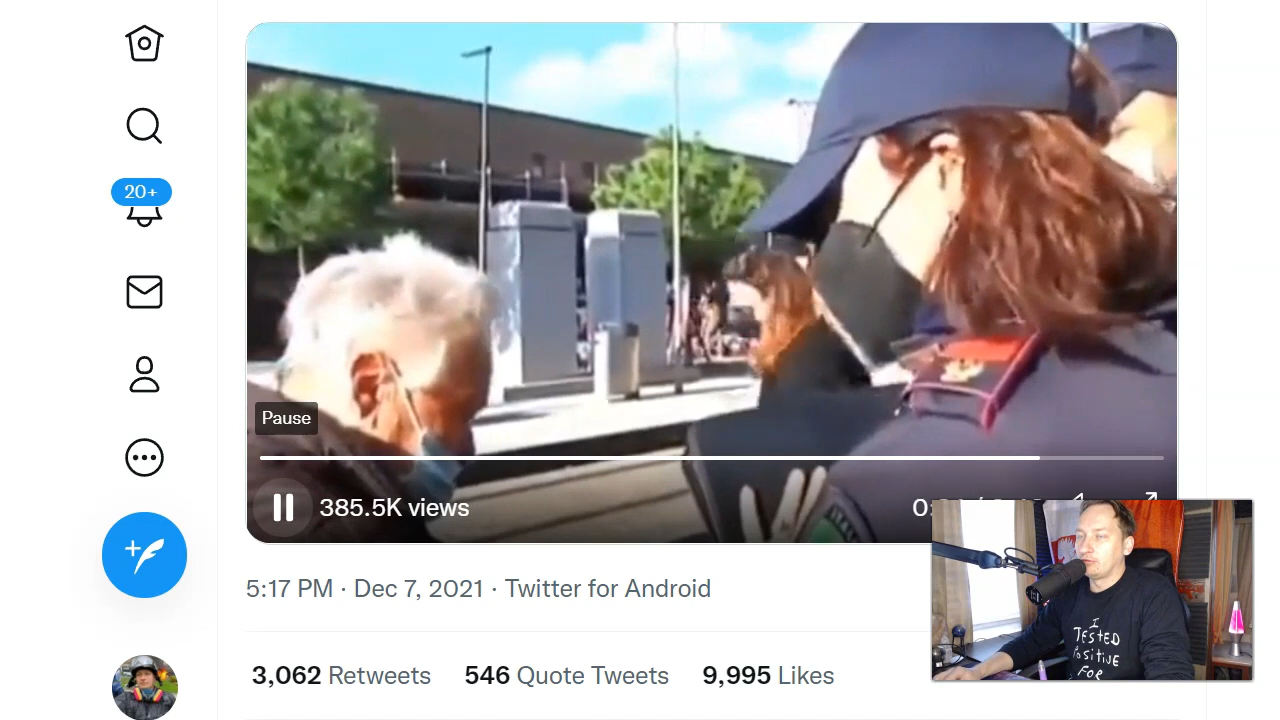 20+
Pause
385.5K views
5:17 PM · Dec 7, 2021 · Twitter for Android
3,062 Retweets 546 Quote Tweets 9,995 Likes
I
TESTED
POSITIVE
FOR